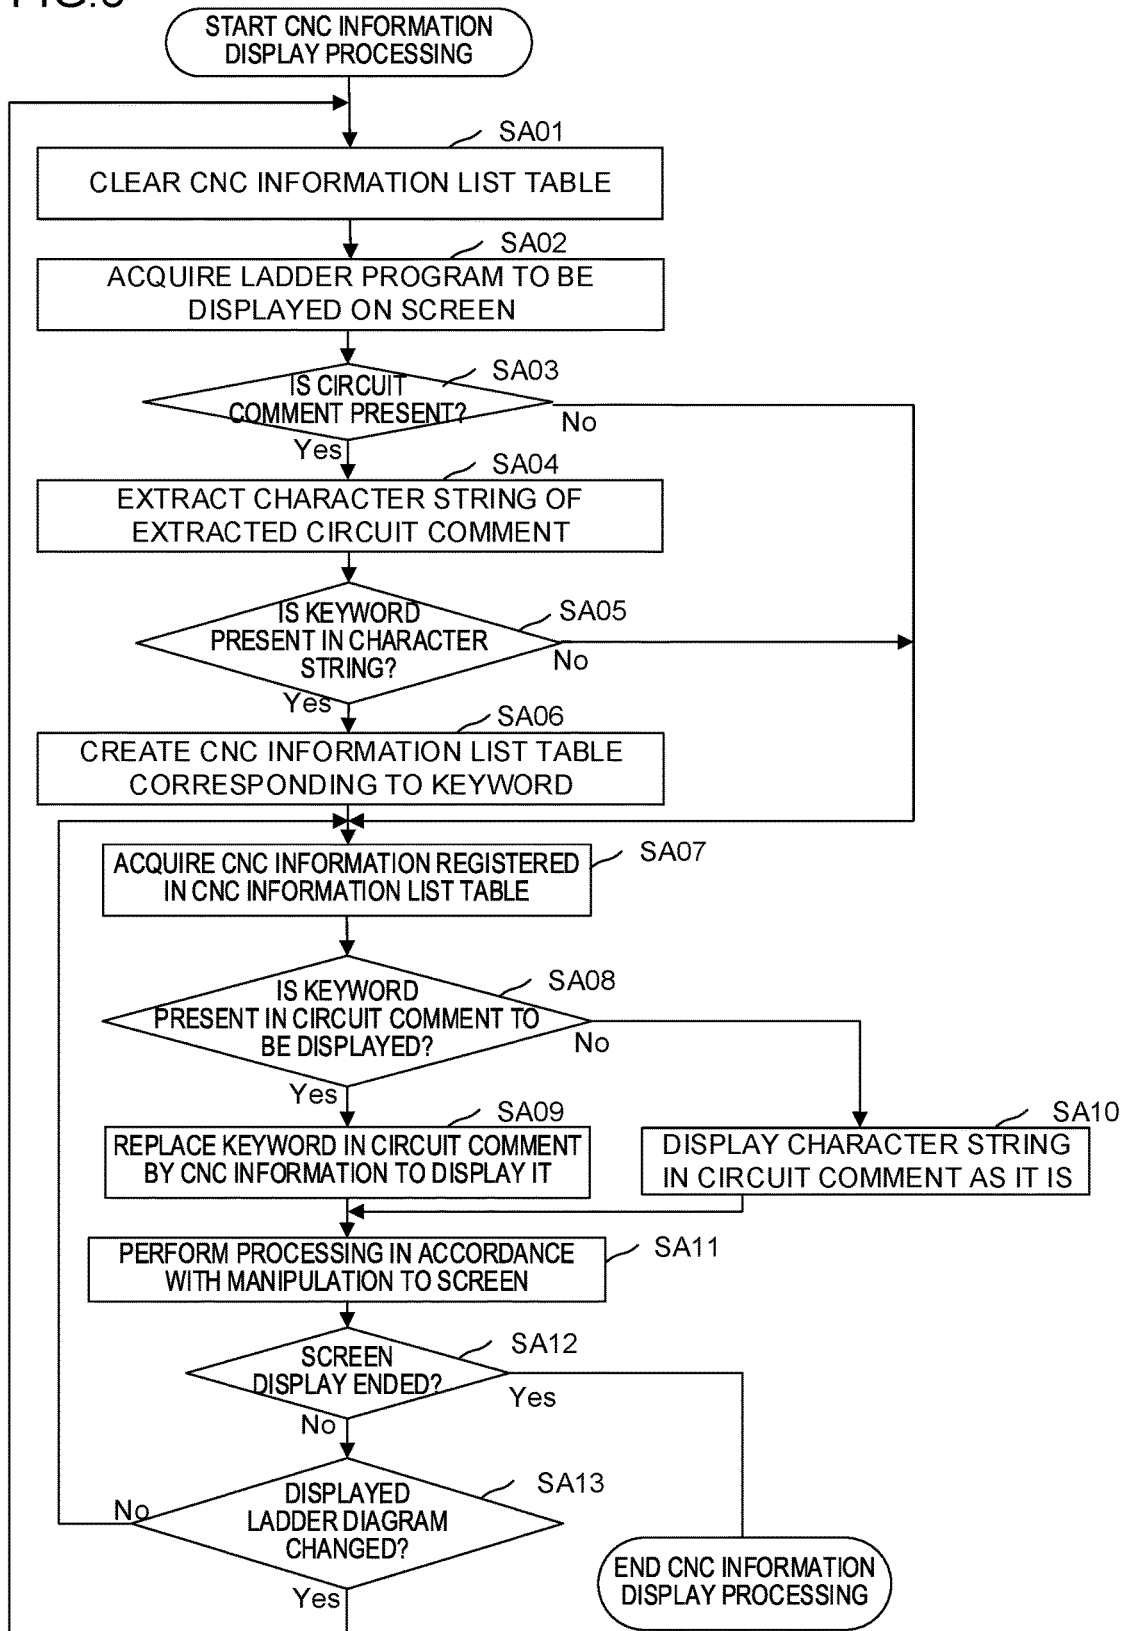 START CNC INFORMATION
DISPLAY PROCESSING
SA01
CLEAR CNC INFORMATION LIST TABLE
SA02
ACQUIRE LADDER PROGRAM TO BE
DISPLAYED ON SCREEN
SA03
IS CIRCUIT
COMMENT PRESENT?
No
Yes
SA04
EXTRACT CHARACTER STRING OF
EXTRACTED CIRCUIT COMMENT
SA05
IS KEYWORD
PRESENT IN CHARACTER
STRING?
No
Yes
SA06
CREATE CNC INFORMATION LIST TABLE
CORRESPONDING TO KEYWORD
SA07
ACQUIRE CNC INFORMATION REGISTERED
IN CNC INFORMATION LIST TABLE
SA08
IS KEYWORD
PRESENT IN CIRCUIT COMMENT TO
BE DISPLAYED?
No
Yes
SA09
REPLACE KEYWORD IN CIRCUIT COMMENT
BY CNC INFORMATION TO DISPLAY IT
SA10
DISPLAY CHARACTER STRING
IN CIRCUIT COMMENT AS IT IS
SA11
PERFORM PROCESSING IN ACCORDANCE
WITH MANIPULATION TO SCREEN
SA12
SCREEN
DISPLAY ENDED?
Yes
No
SA13
DISPLAYED
LADDER DIAGRAM
CHANGED?
No
Yes
END CNC INFORMATION
DISPLAY PROCESSING